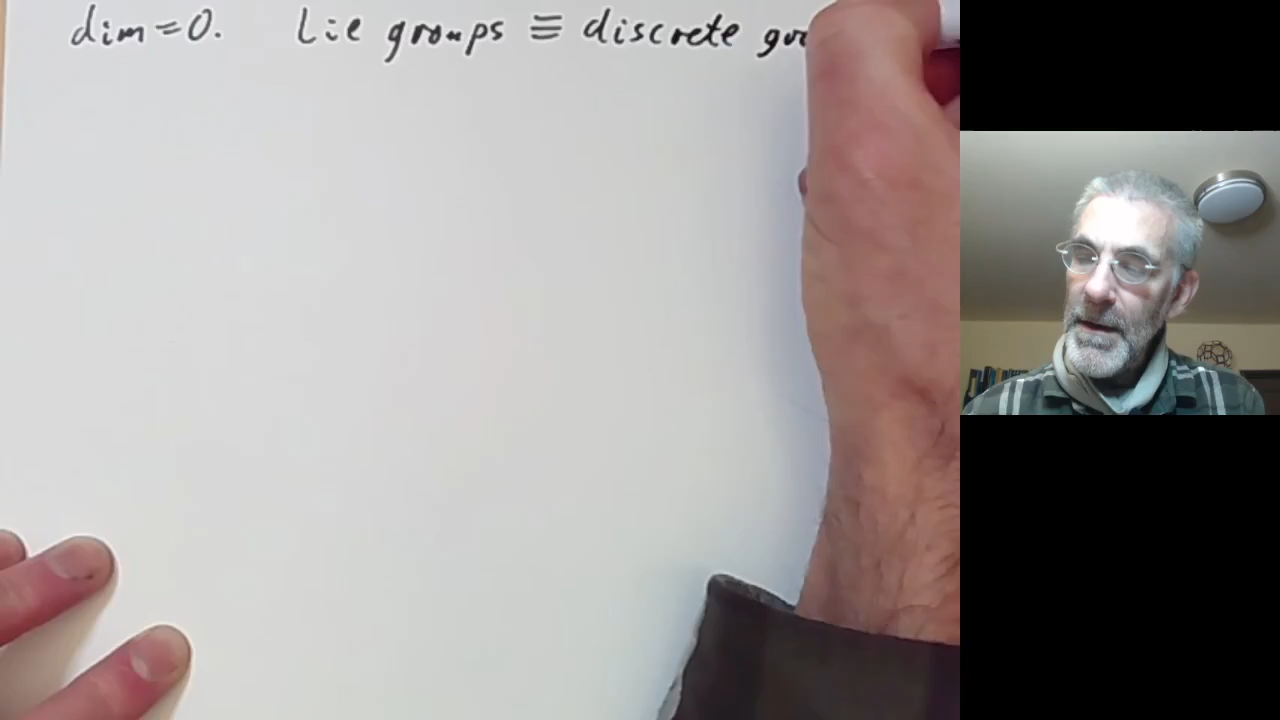 dim=0. Lie groups ≡ discrete